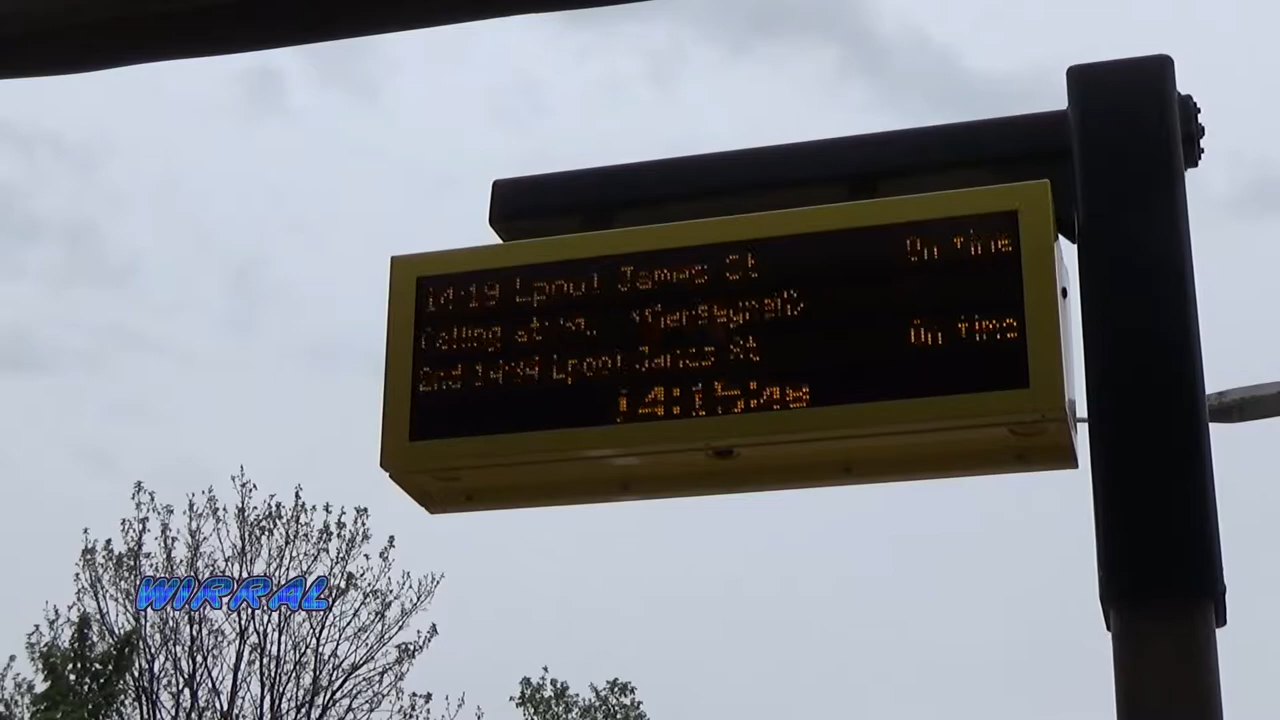 14:19 Lpool James St On Time
Calling at
2nd 14:34 Lpool James St On Time
14:15:48
WIRRAL